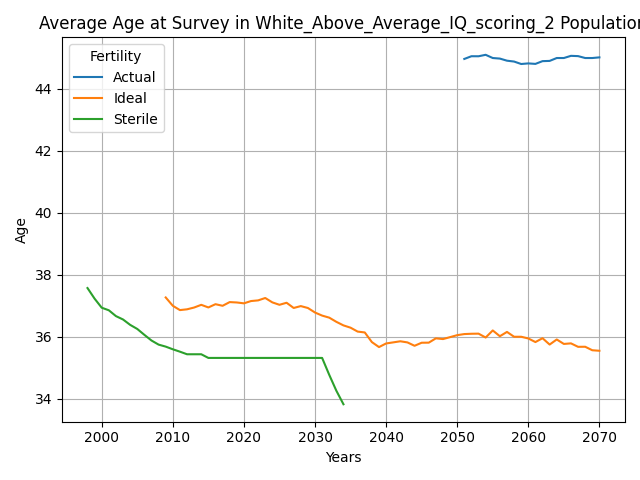 Average Age at Survey in White_Above_Average_IQ_scoring_2 Population
Fertility
Actual
Ideal
Sterile
44
42
40
38
36
34
Age
2000 2010 2020 2030 2040 2050 2060 2070
Years